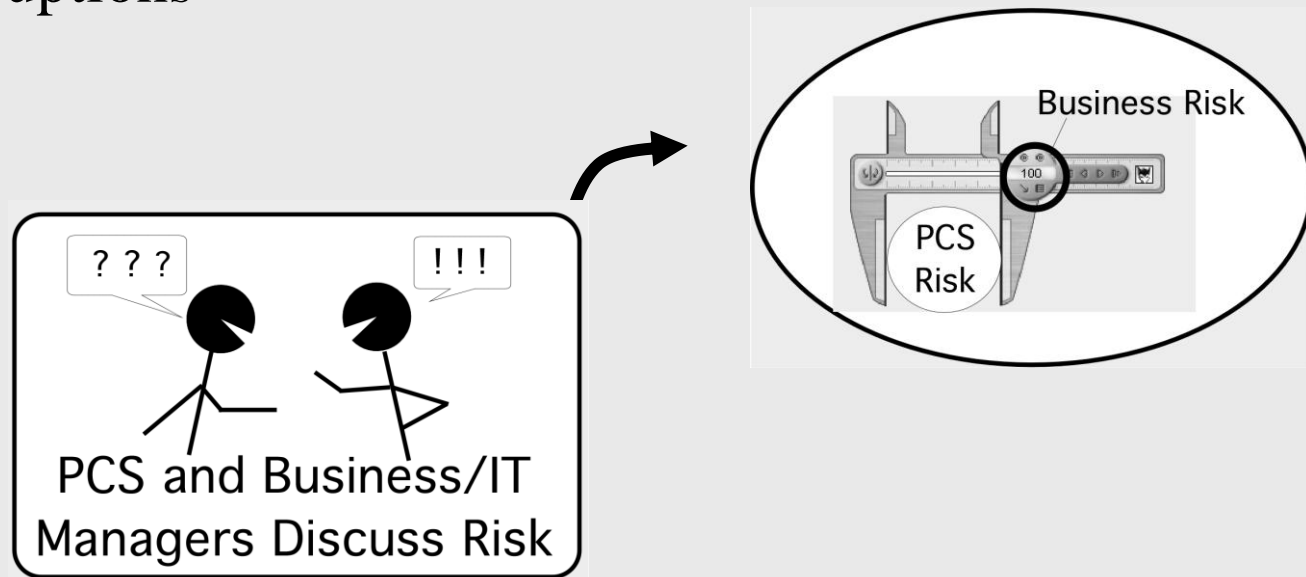 Business Risk
100
PCS
Risk
? ? ?
! ! !
PCS and Business/IT
Managers Discuss Risk